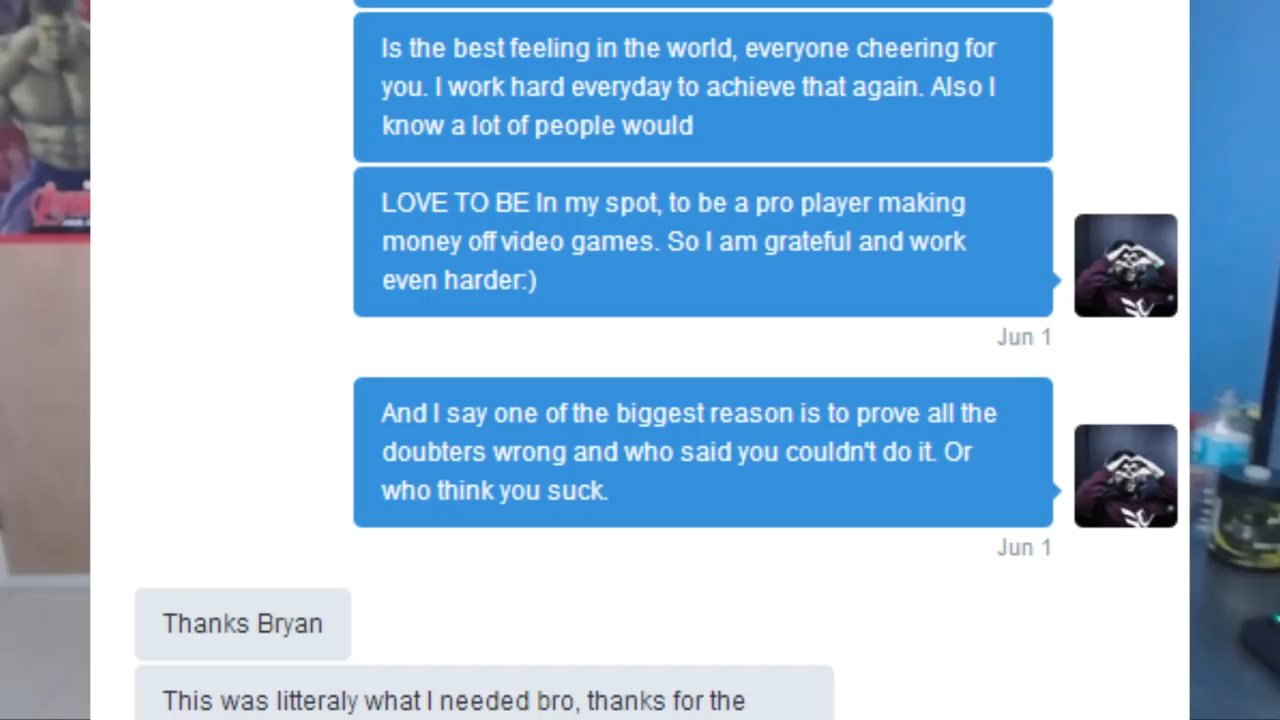 Is the best feeling in the world, everyone cheering for
you. I work hard everyday to achieve that again. Also I
know a lot of people would
LOVE TO BE In my spot, to be a pro player making
money off video games. So I am grateful and work
even harder:)
Jun 1
And I say one of the biggest reason is to prove all the
doubters wrong and who said you couldn't do it. Or
who think you suck.
Jun 1
Thanks Bryan
This was litteraly what I needed bro, thanks for the